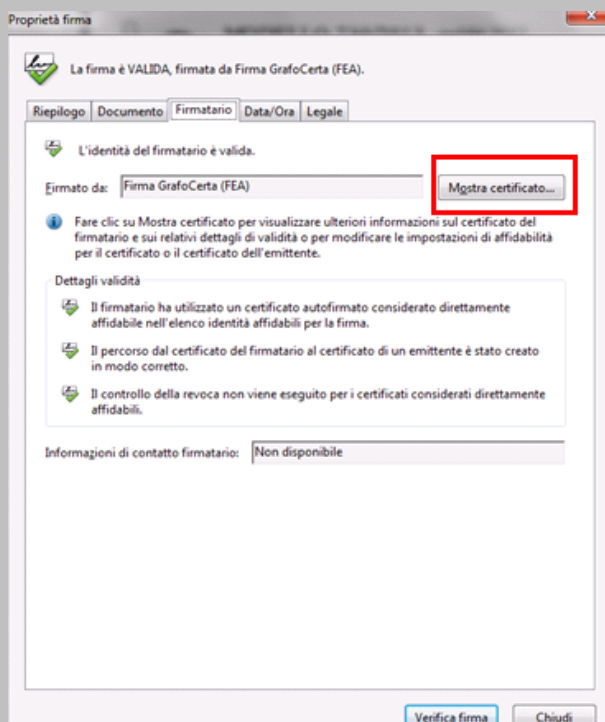 Proprietà firma
La firma è VALIDA, firmata da Firma GrafoCerta (FEA).
Riepilogo Documento Firmatario Data/Ora Legale
L'identità del firmatario è valida.
Firmato da: Firma GrafoCerta (FEA) Mostra certificato...
Fare clic su Mostra certificato per visualizzare ulteriori informazioni sul certificato del
firmatario e sui relativi dettagli di validità o per modificare le impostazioni di affidabilità
per il certificato o il certificato dell'emittente.
Dettagli validità
Il firmatario ha utilizzato un certificato autofirmato considerato direttamente
affidabile nell'elenco identità affidabili per la firma.
Il percorso dal certificato del firmatario al certificato di un emittente è stato creato
in modo corretto.
Il controllo della revoca non viene eseguito per i certificati considerati direttamente
affidabili.
Informazioni di contatto firmatario: Non disponibile
Verifica firma Chiudi